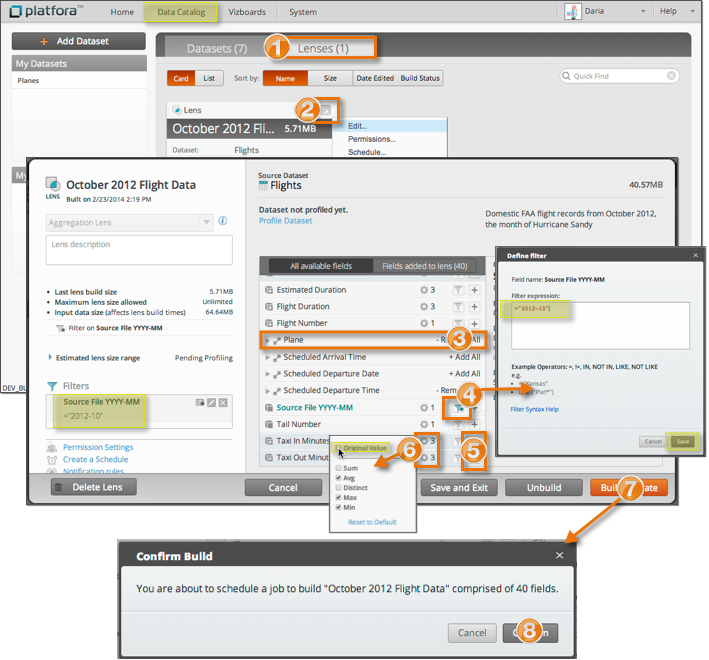 platfora™
Home
Data Catalog
Vizboards
System
Daria
Help
+ Add Dataset
My Datasets
Planes
Datasets (7)
1
Lenses (1)
Card
List
Sort by:
Name
Size
Date Edited
Build Status
Quick Find
Lens
2
October 2012 Fli...
5.71MB
Dataset:
Flights
Edit...
Permissions...
Schedule...
October 2012 Flight Data
LENS
Built on 2/23/2014 2:19 PM
Aggregation Lens
Lens description
• Last lens build size 5.71MB
• Maximum lens size allowed Unlimited
• Input data size (affects lens build times) 64.64MB
Filter on Source File YYYY-MM
Estimated lens size range Pending Profiling
Filters
Source File YYYY-MM
="2012-10"
Permission Settings
Create a Schedule
Notification rules
Source Dataset
Flights
40.57MB
Dataset not profiled yet.
Profile Dataset
Domestic FAA flight records from October 2012,
the month of Hurricane Sandy
All available fields
Fields added to lens (40)
Estimated Duration 3
Flight Duration 3
Flight Number 1
Plane
3
All
Scheduled Arrival Time + Add All
Scheduled Departure Date + Add All
Scheduled Departure Time
4
Source File YYYY-MM 1
Tail Number 1
Taxi In Minutes 3
Taxi Out 3
5
6
Original Value
Sum
Avg
Distinct
Max
Min
Reset to Default
Define filter
Field name: Source File YYYY-MM
Filter expression:
="2012-10"
Example Operators: =, !=, IN, NOT IN, LIKE, NOT LIKE
e.g.
Filter Syntax Help
Cancel
Save
Delete Lens
Cancel
Save and Exit
Unbuild
7
Confirm Build
You are about to schedule a job to build "October 2012 Flight Data" comprised of 40 fields.
Cancel
8